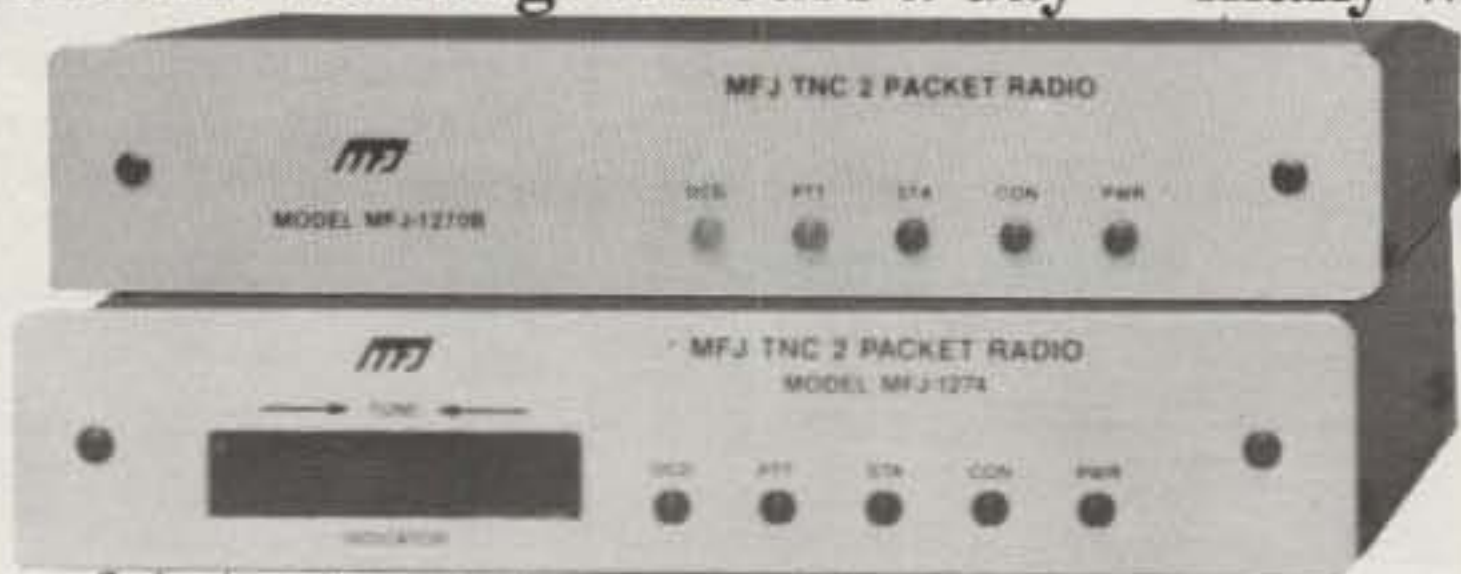 MFJ TNC 2 PACKET RADIO
MFJ
MODEL MFJ-1270B
DCD PTT STA CON PWR
MFJ
MFJ TNC 2 PACKET RADIO
MODEL MFJ-1274
TUNE
DCD PTT STA CON PWR
INDICATOR